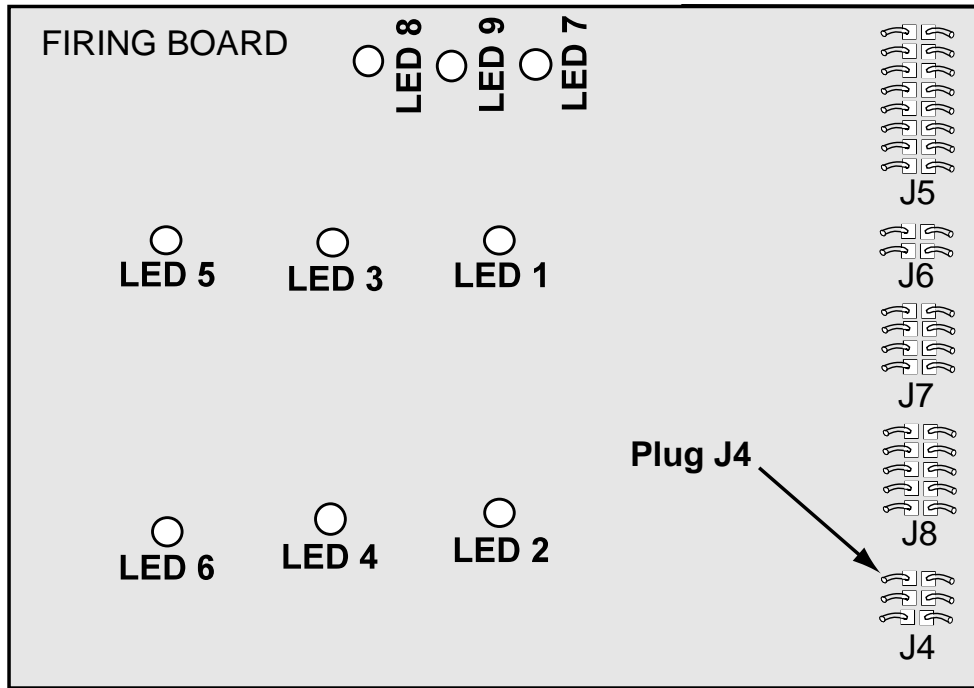 FIRING BOARD
LED 8
LED 9
LED 7
J5
LED 5
LED 3
LED 1
J6
J7
Plug J4
J8
LED 6
LED 4
LED 2
J4